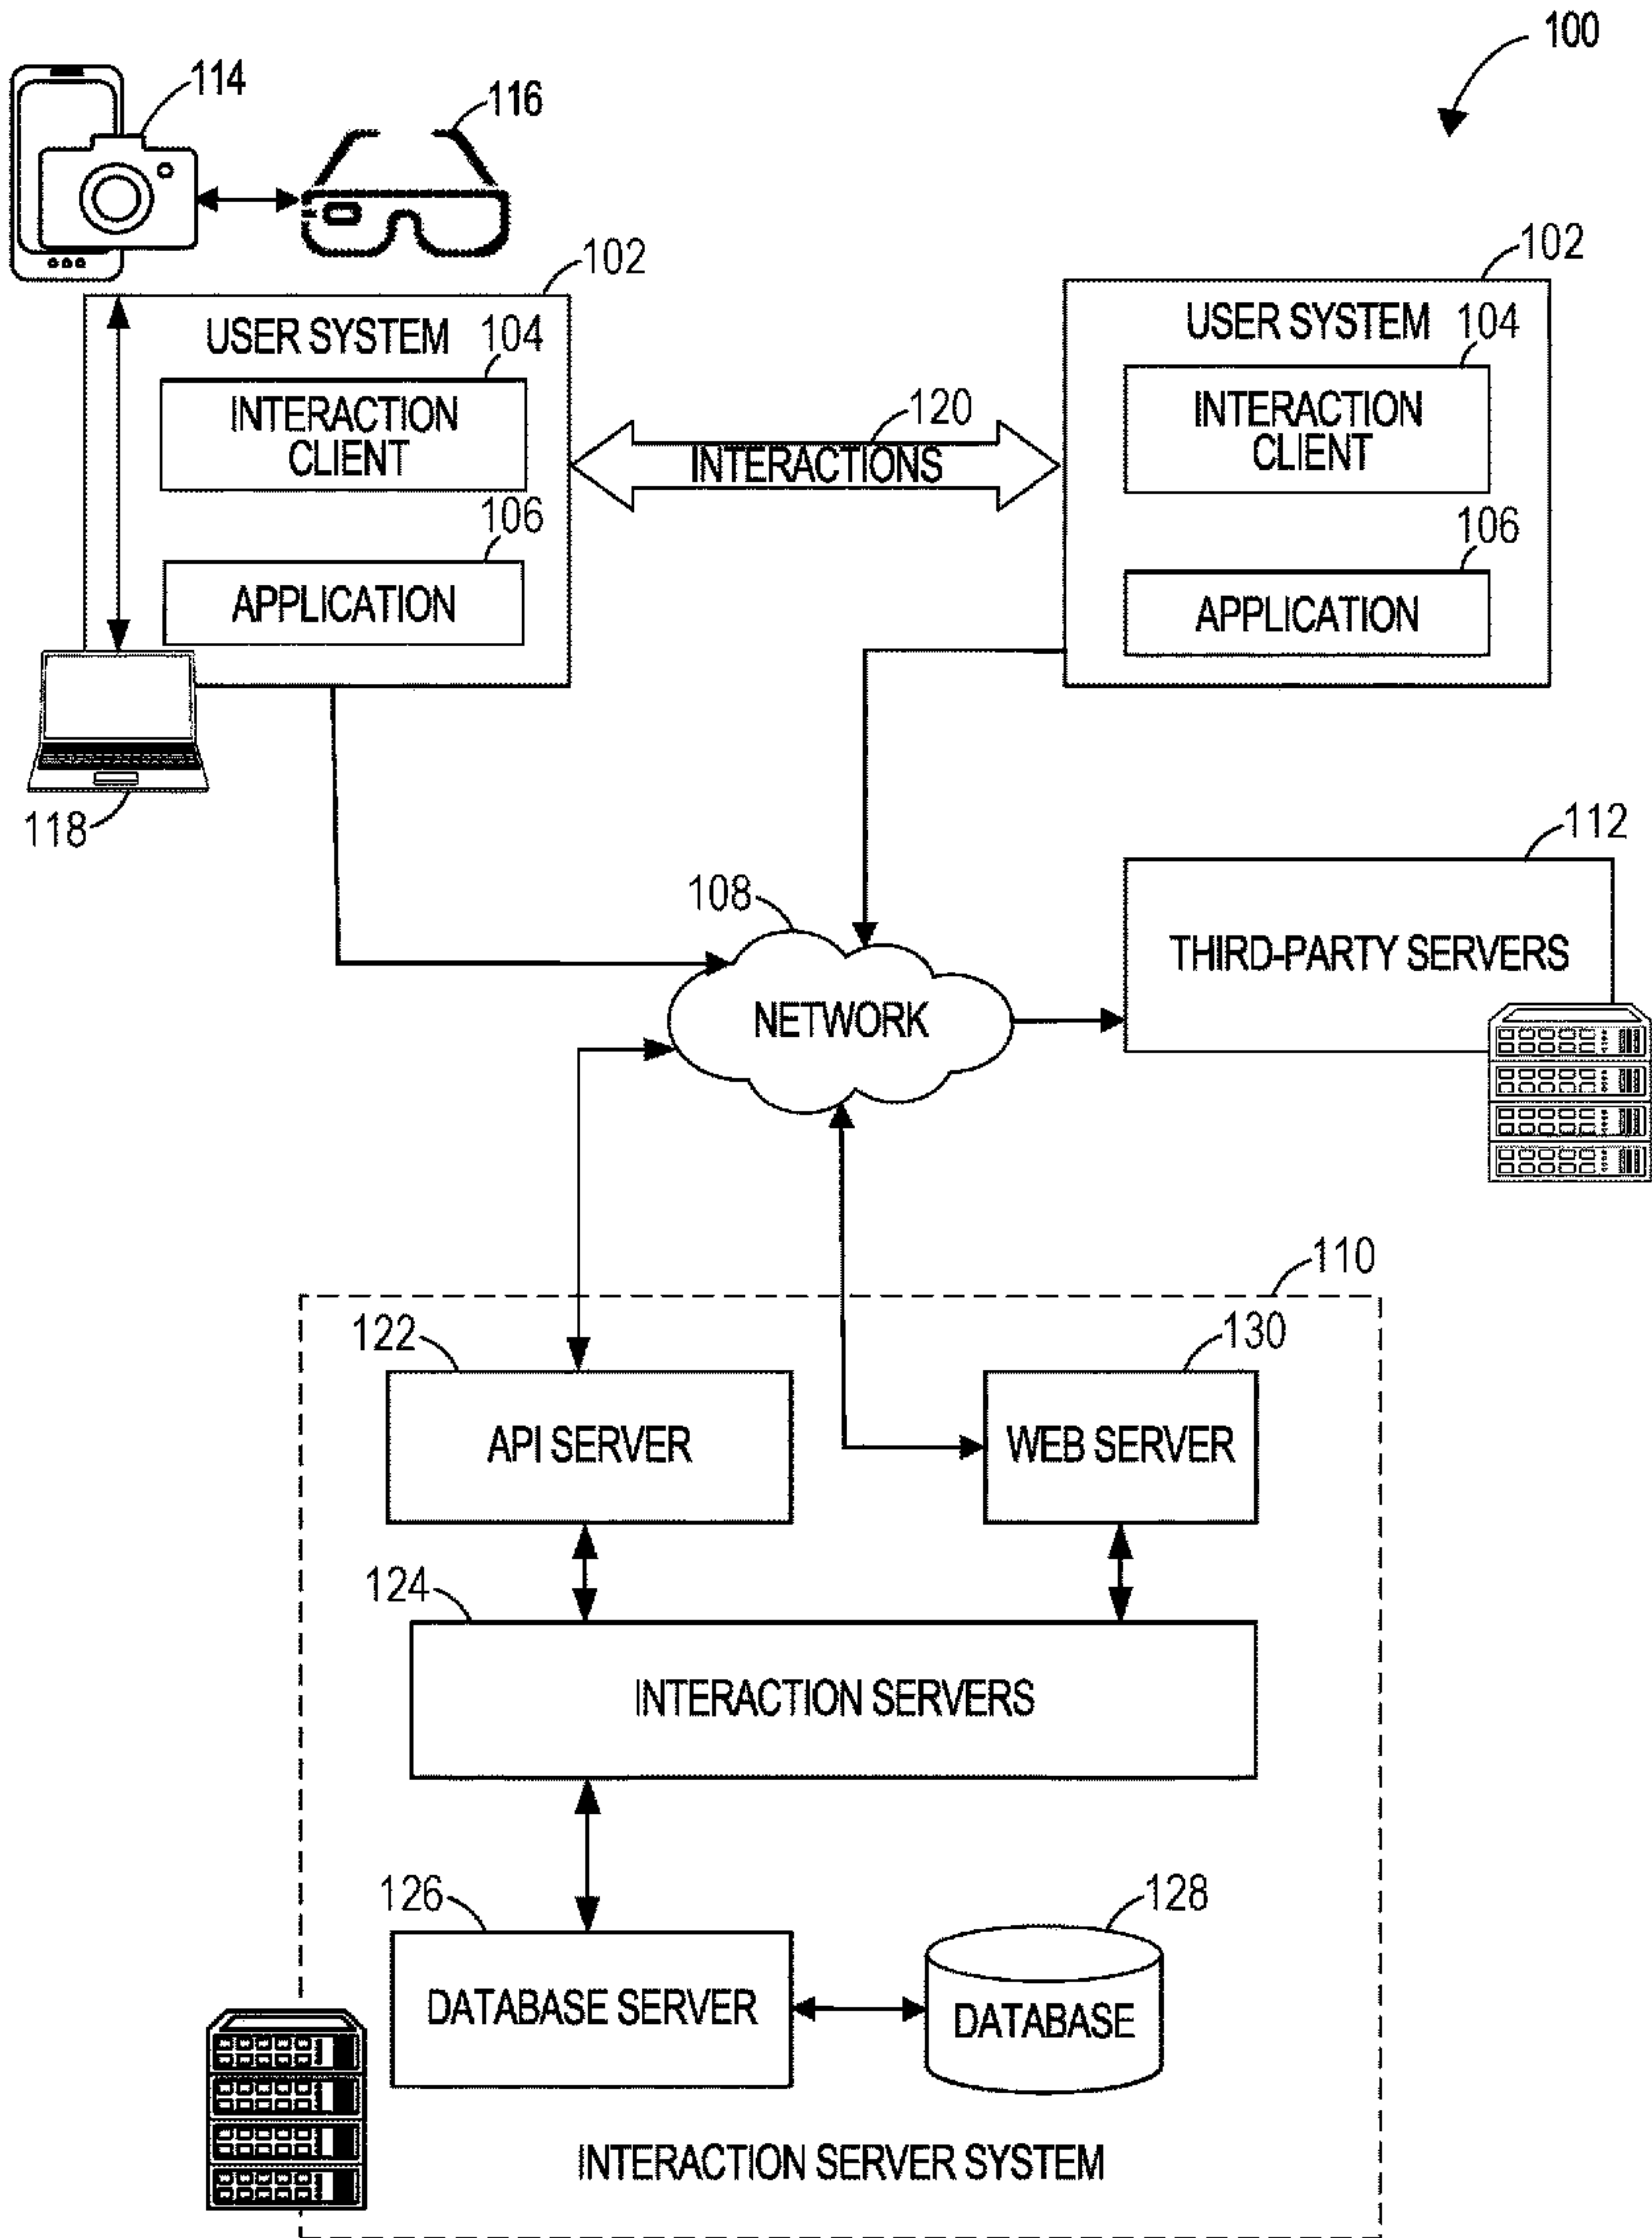 100
114
116
102
USER SYSTEM
104
INTERACTION
CLIENT
106
APPLICATION
118
120
INTERACTIONS
102
USER SYSTEM
104
INTERACTION
CLIENT
106
APPLICATION
108
NETWORK
112
THIRD-PARTY SERVERS
110
122
API SERVER
130
WEB SERVER
124
INTERACTION SERVERS
126
DATABASE SERVER
128
DATABASE
INTERACTION SERVER SYSTEM